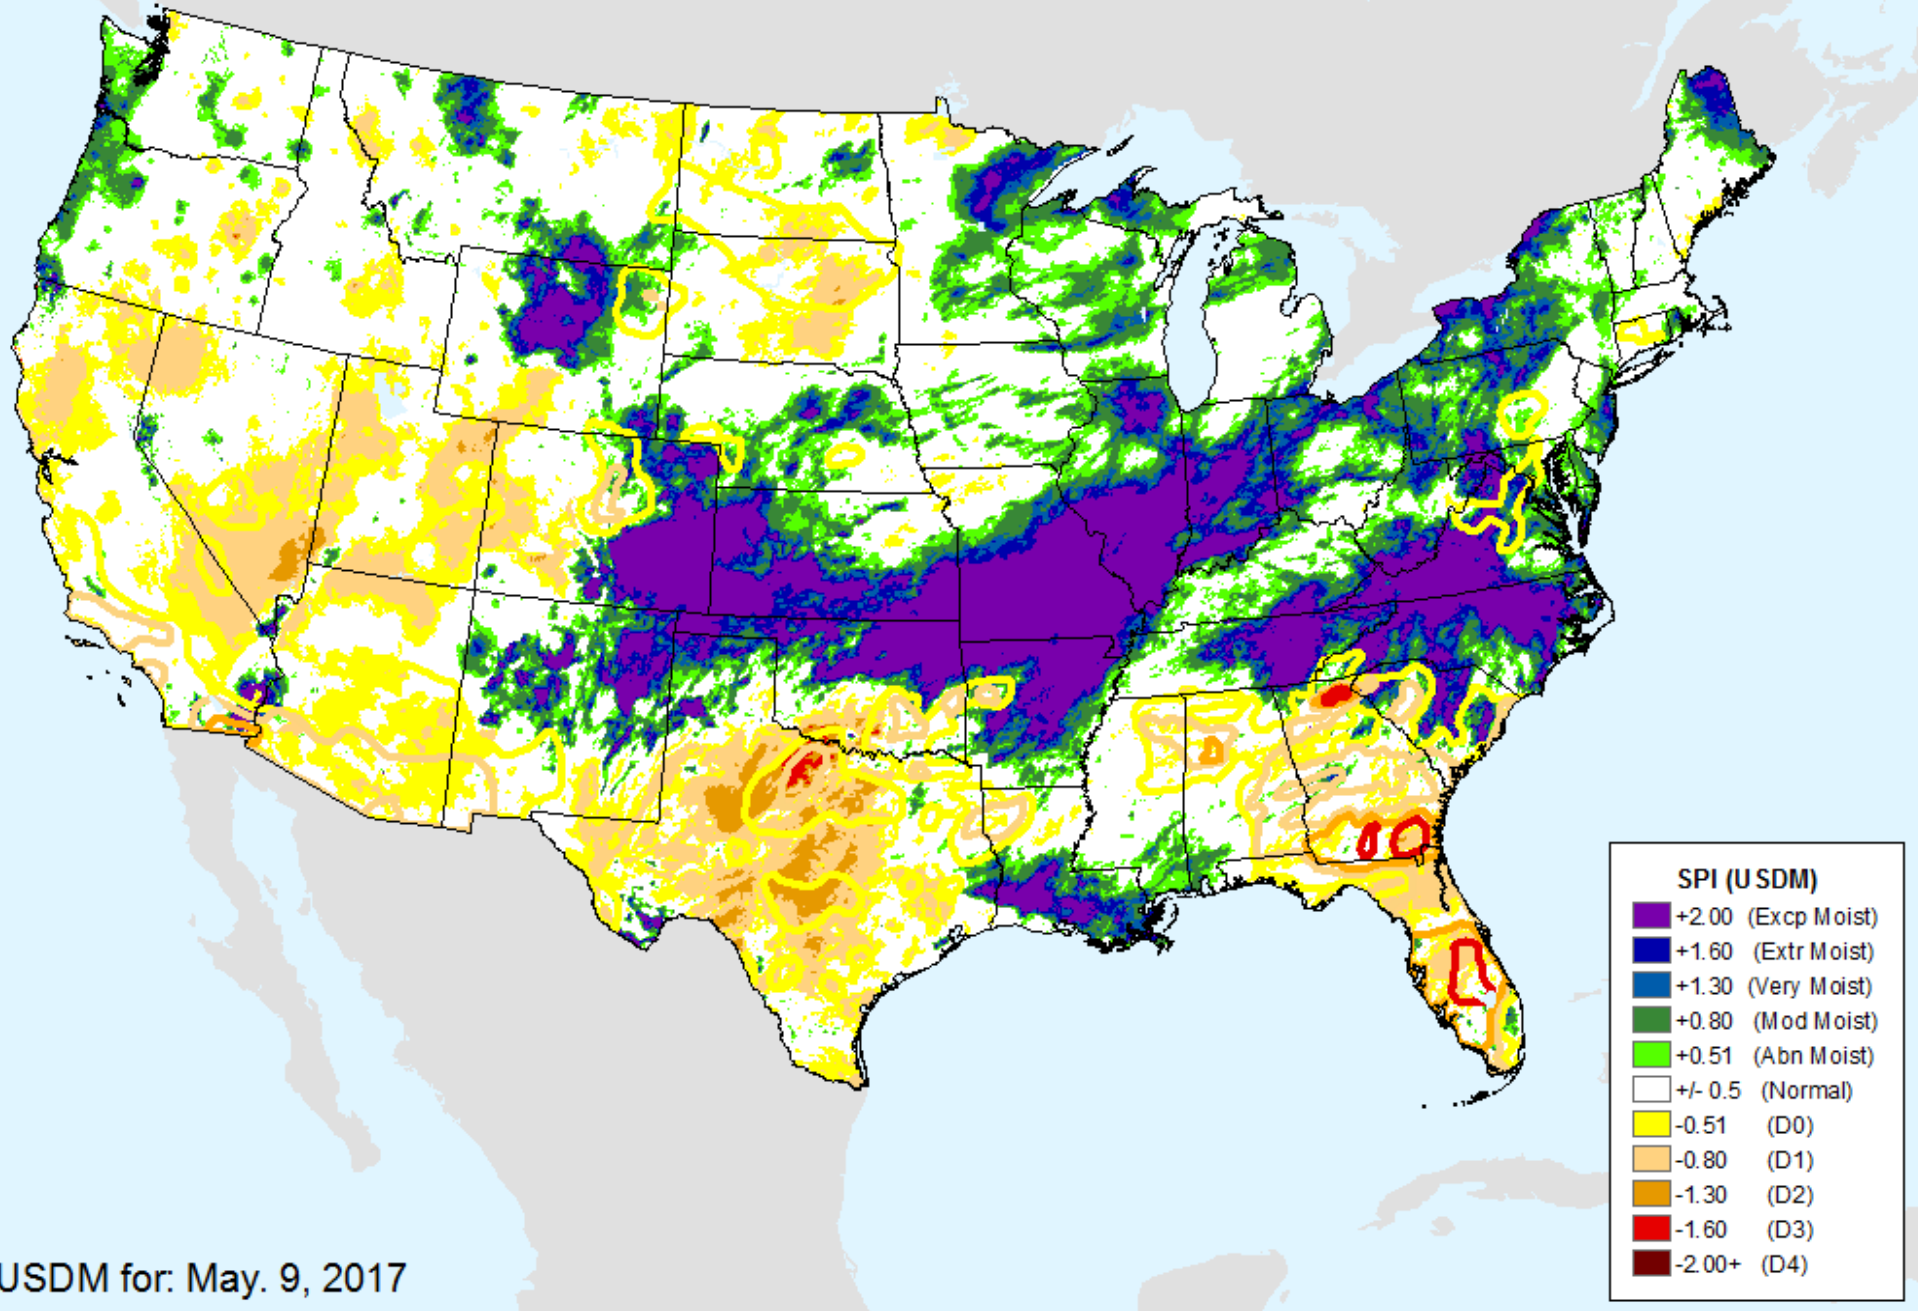 SPI (USDM)
+2.00 (Excp Moist)
+1.60 (Extr Moist)
+1.30 (Very Moist)
+0.80 (Mod Moist)
+0.51 (Abn Moist)
+/- 0.5 (Normal)
-0.51 (D0)
-0.80 (D1)
-1.30 (D2)
-1.60 (D3)
-2.00+ (D4)
USDM for: May. 9, 2017